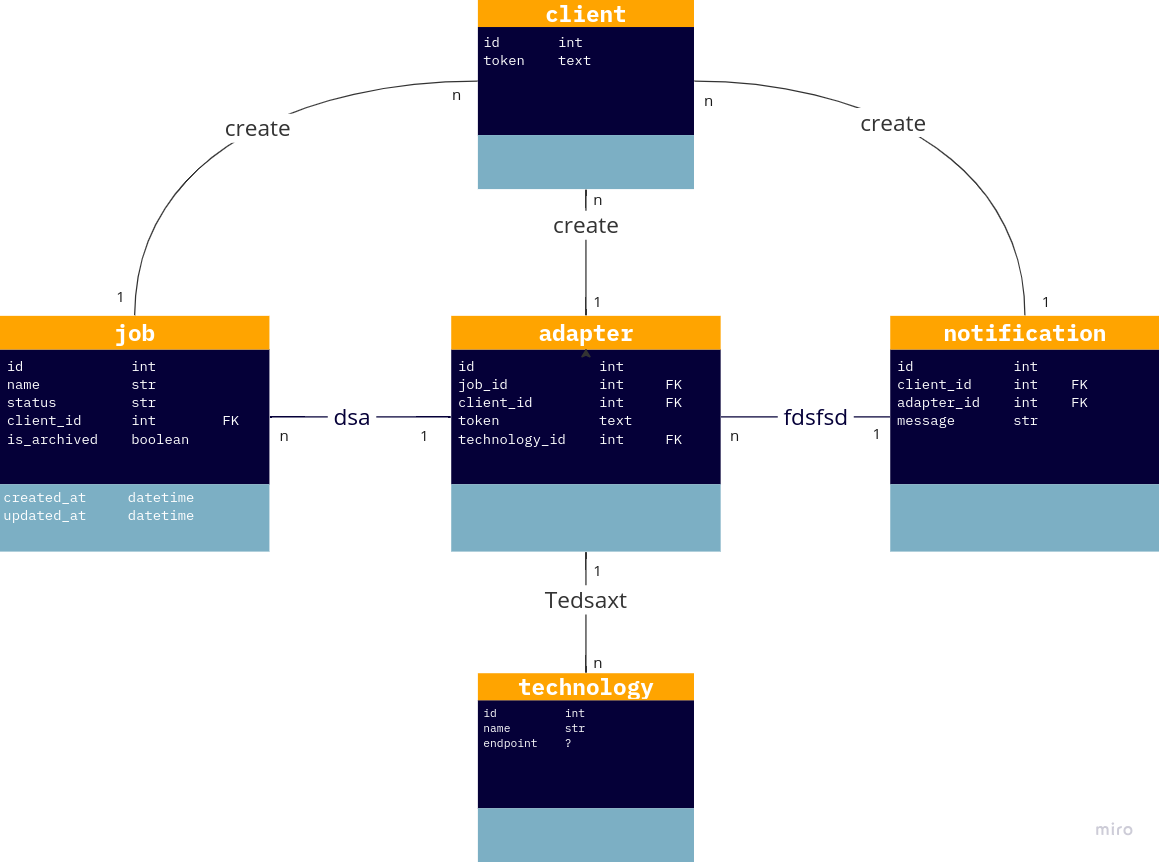 client
id int
token text
n
n
create
create
n
create
1
1
1
job
id int
name str
status str
client_id int FK
is_archived boolean
created_at datetime
updated_at datetime
n
dsa
1
adapter
id int
job_id int FK
client_id int FK
token text
technology_id int FK
n
fdsfsd
1
notification
id int
client_id int FK
adapter_id int FK
message str
1
Tedsaxt
n
technology
id int
name str
endpoint ?
miro